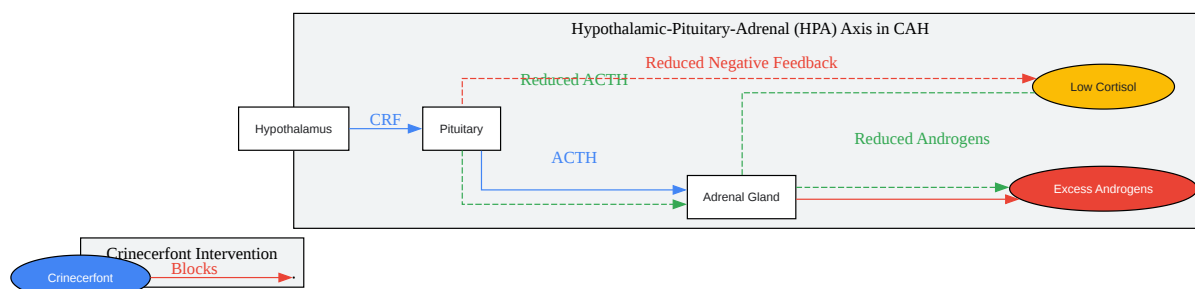 Hypothalamic-Pituitary-Adrenal (HPA) Axis in CAH
Reduced Negative Feedback
Reduced ACTH
Low Cortisol
Hypothalamus
CRF
Pituitary
Reduced Androgens
ACTH
Adrenal Gland
Excess Androgens
Crinecerfont Intervention
Blocks
Crinecerfont